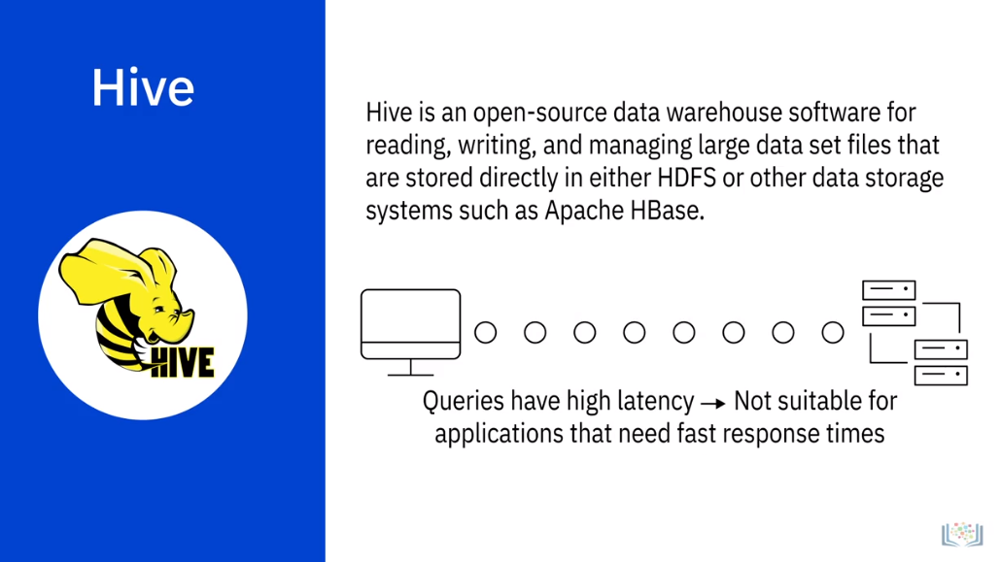 Hive
Hive is an open-source data warehouse software for
reading, writing, and managing large data set files that
are stored directly in either HDFS or other data storage
systems such as Apache HBase.
HIVE
Queries have high latency → Not suitable for
applications that need fast response times